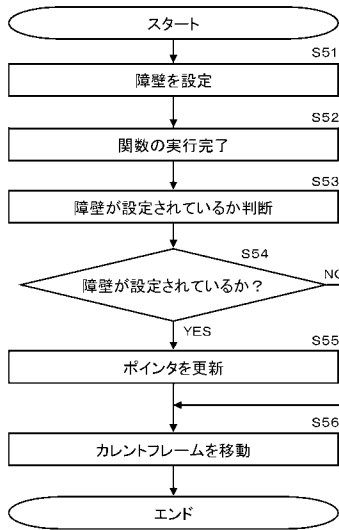 スタート
S51
障壁を設定
S52
関数の実行完了
S53
障壁が設定されているか判断
S54
障壁が設定されているか？
NO
YES
S55
ポインタを更新
S56
カレントフレームを移動
エンド